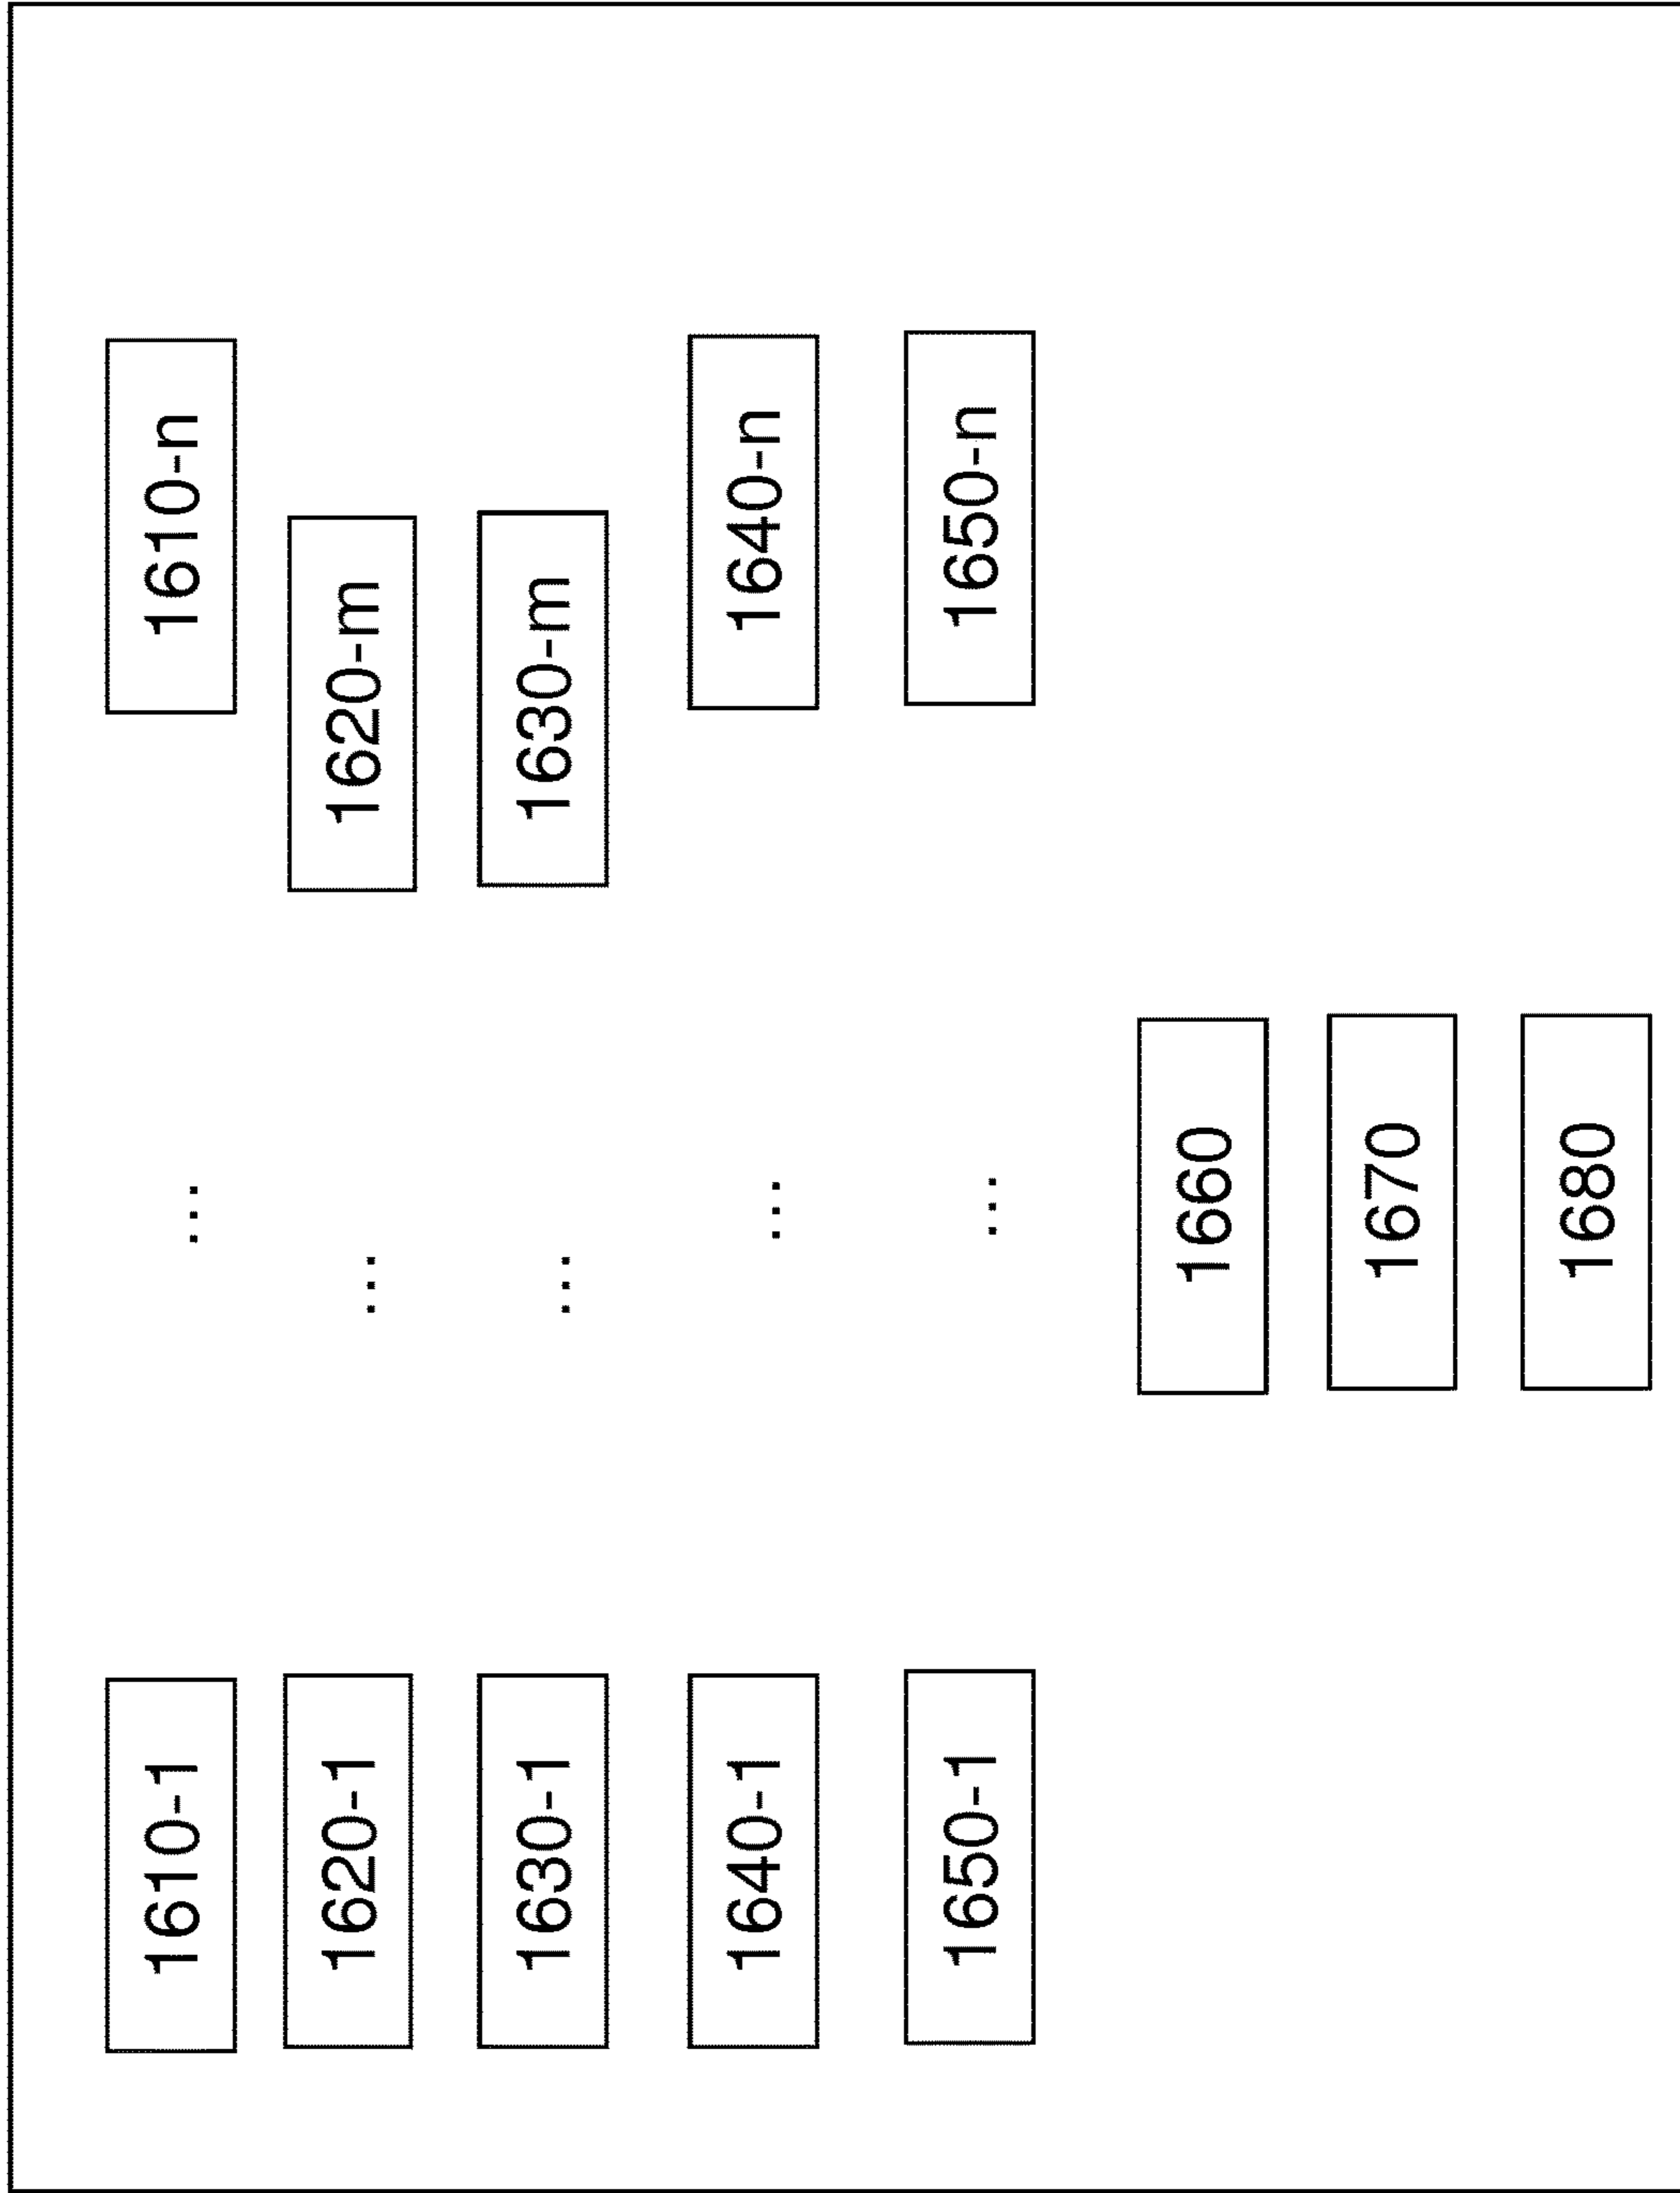 1610-1 ... 1610-n
1620-1 ... 1620-m
1630-1 ... 1630-m
1640-1 ... 1640-n
1650-1 ... 1650-n
1660
1670
1680